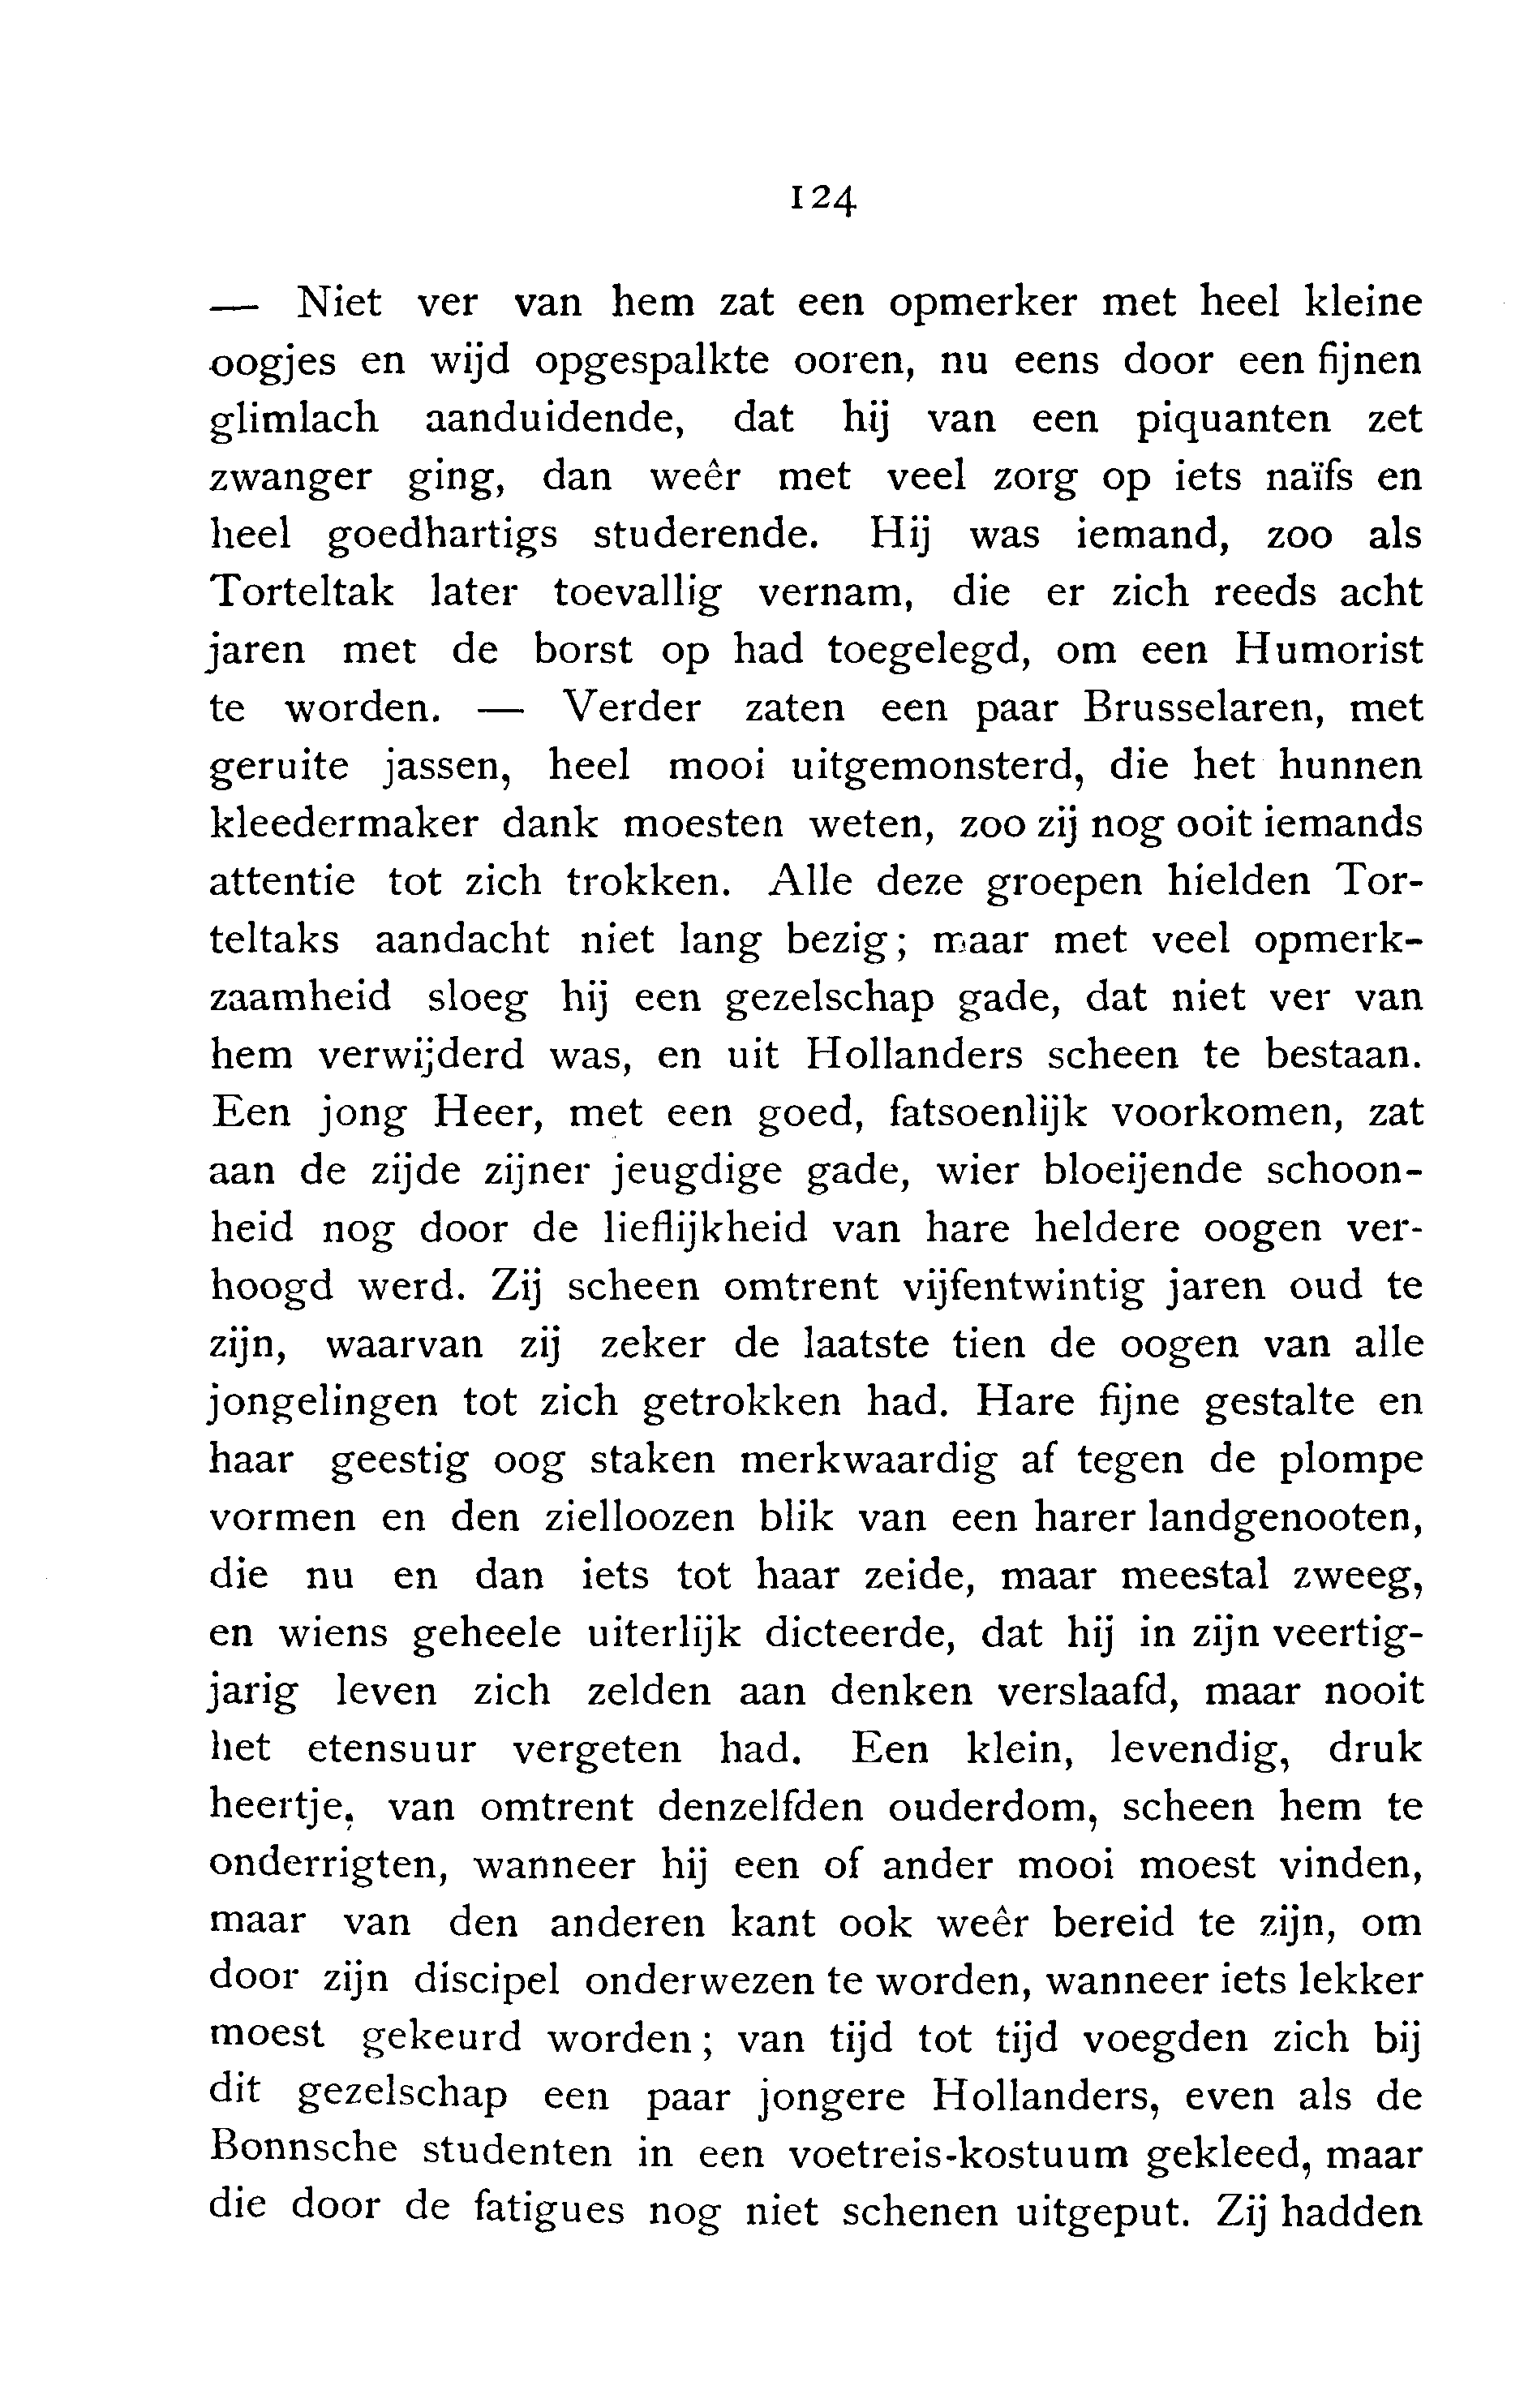 124
— Niet ver van hem zat een opmerker met heel kleine
oogjes en wijd opgespalkte ooren, nu eens door een fijnen
glimlach aanduidende, dat hij van een piquanten zet
zwanger ging, dan weêr met veel zorg op iets naïfs en
heel goedhartigs studerende. Hij was iemand, zoo als
Torteltak later toevallig vernam, die er zich reeds acht
jaren met de borst op had toegelegd, om een Humorist
te worden. — Verder zaten een paar Brusselaren, met
geruite jassen, heel mooi uitgemonsterd, die het hunnen
kleedermaker dank moesten weten, zoo zij nog ooit iemands
attentie tot zich trokken. Alle deze groepen hielden Tor-
teltaks aandacht niet lang bezig; maar met veel opmerk-
zaamheid sloeg hij een gezelschap gade, dat niet ver van
hem verwijderd was, en uit Hollanders scheen te bestaan.
Een jong Heer, met een goed, fatsoenlijk voorkomen, zat
aan de zijde zijner jeugdige gade, wier bloeijende schoon-
heid nog door de lieflijkheid van hare heldere oogen ver-
hoogd werd. Zij scheen omtrent vijfentwintig jaren oud te
zijn, waarvan zij zeker de laatste tien de oogen van alle
jongelingen tot zich getrokken had. Hare fijne gestalte en
haar geestig oog staken merkwaardig af tegen de plompe
vormen en den zielloozen blik van een harer landgenooten,
die nu en dan iets tot haar zeide, maar meestal zweeg,
en wiens geheele uiterlijk dicteerde, dat hij in zijn veertig-
jarig leven zich zelden aan denken verslaafd, maar nooit
het etensuur vergeten had. Een klein, levendig, druk
heertje, van omtrent denzelfden ouderdom, scheen hem te
onderrigten, wanneer hij een of ander mooi moest vinden,
maar van den anderen kant ook weêr bereid te zijn, om
door zijn discipel onderwezen te worden, wanneer iets lekker
moest gekeurd worden; van tijd tot tijd voegden zich bij
dit gezelschap een paar jongere Hollanders, even als de
Bonnsche studenten in een voetreis-kostuum gekleed, maar
die door de fatigues nog niet schenen uitgeput. Zij hadden